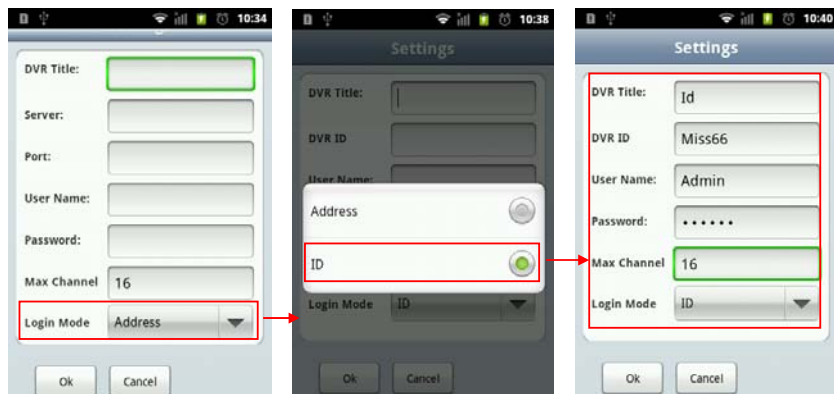 10:34
DVR Title:
Server:
Port:
User Name:
Password:
Max Channel 16
Login Mode Address
Ok Cancel
10:38
Settings
DVR Title:
DVR ID
User Name:
Address
ID
Login Mode ID
Ok Cancel
10:40
Settings
DVR Title: Id
DVR ID Miss66
User Name: Admin
Password: ••••••
Max Channel 16
Login Mode ID
Ok Cancel